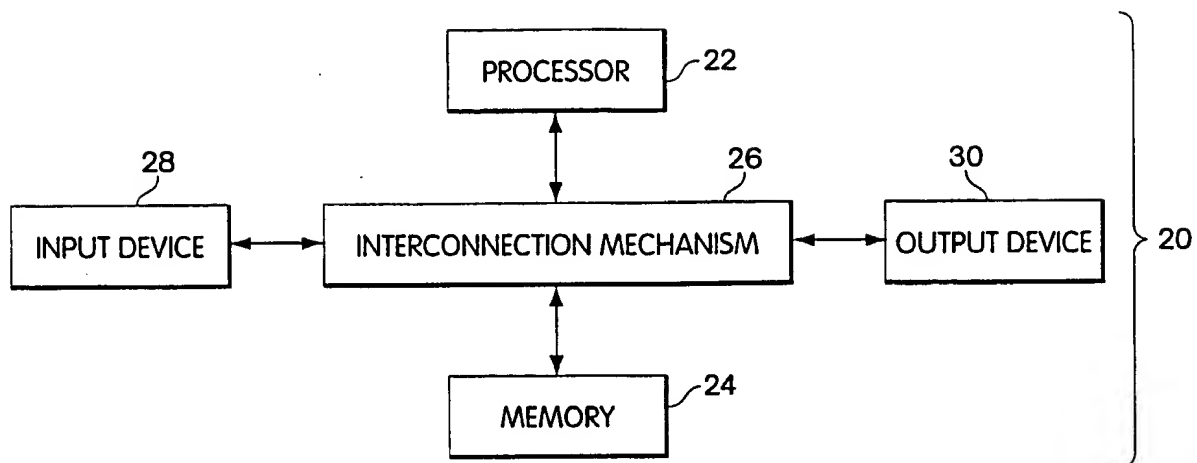 PROCESSOR
22
28
26
30
INPUT DEVICE
INTERCONNECTION MECHANISM
OUTPUT DEVICE
20
MEMORY
24